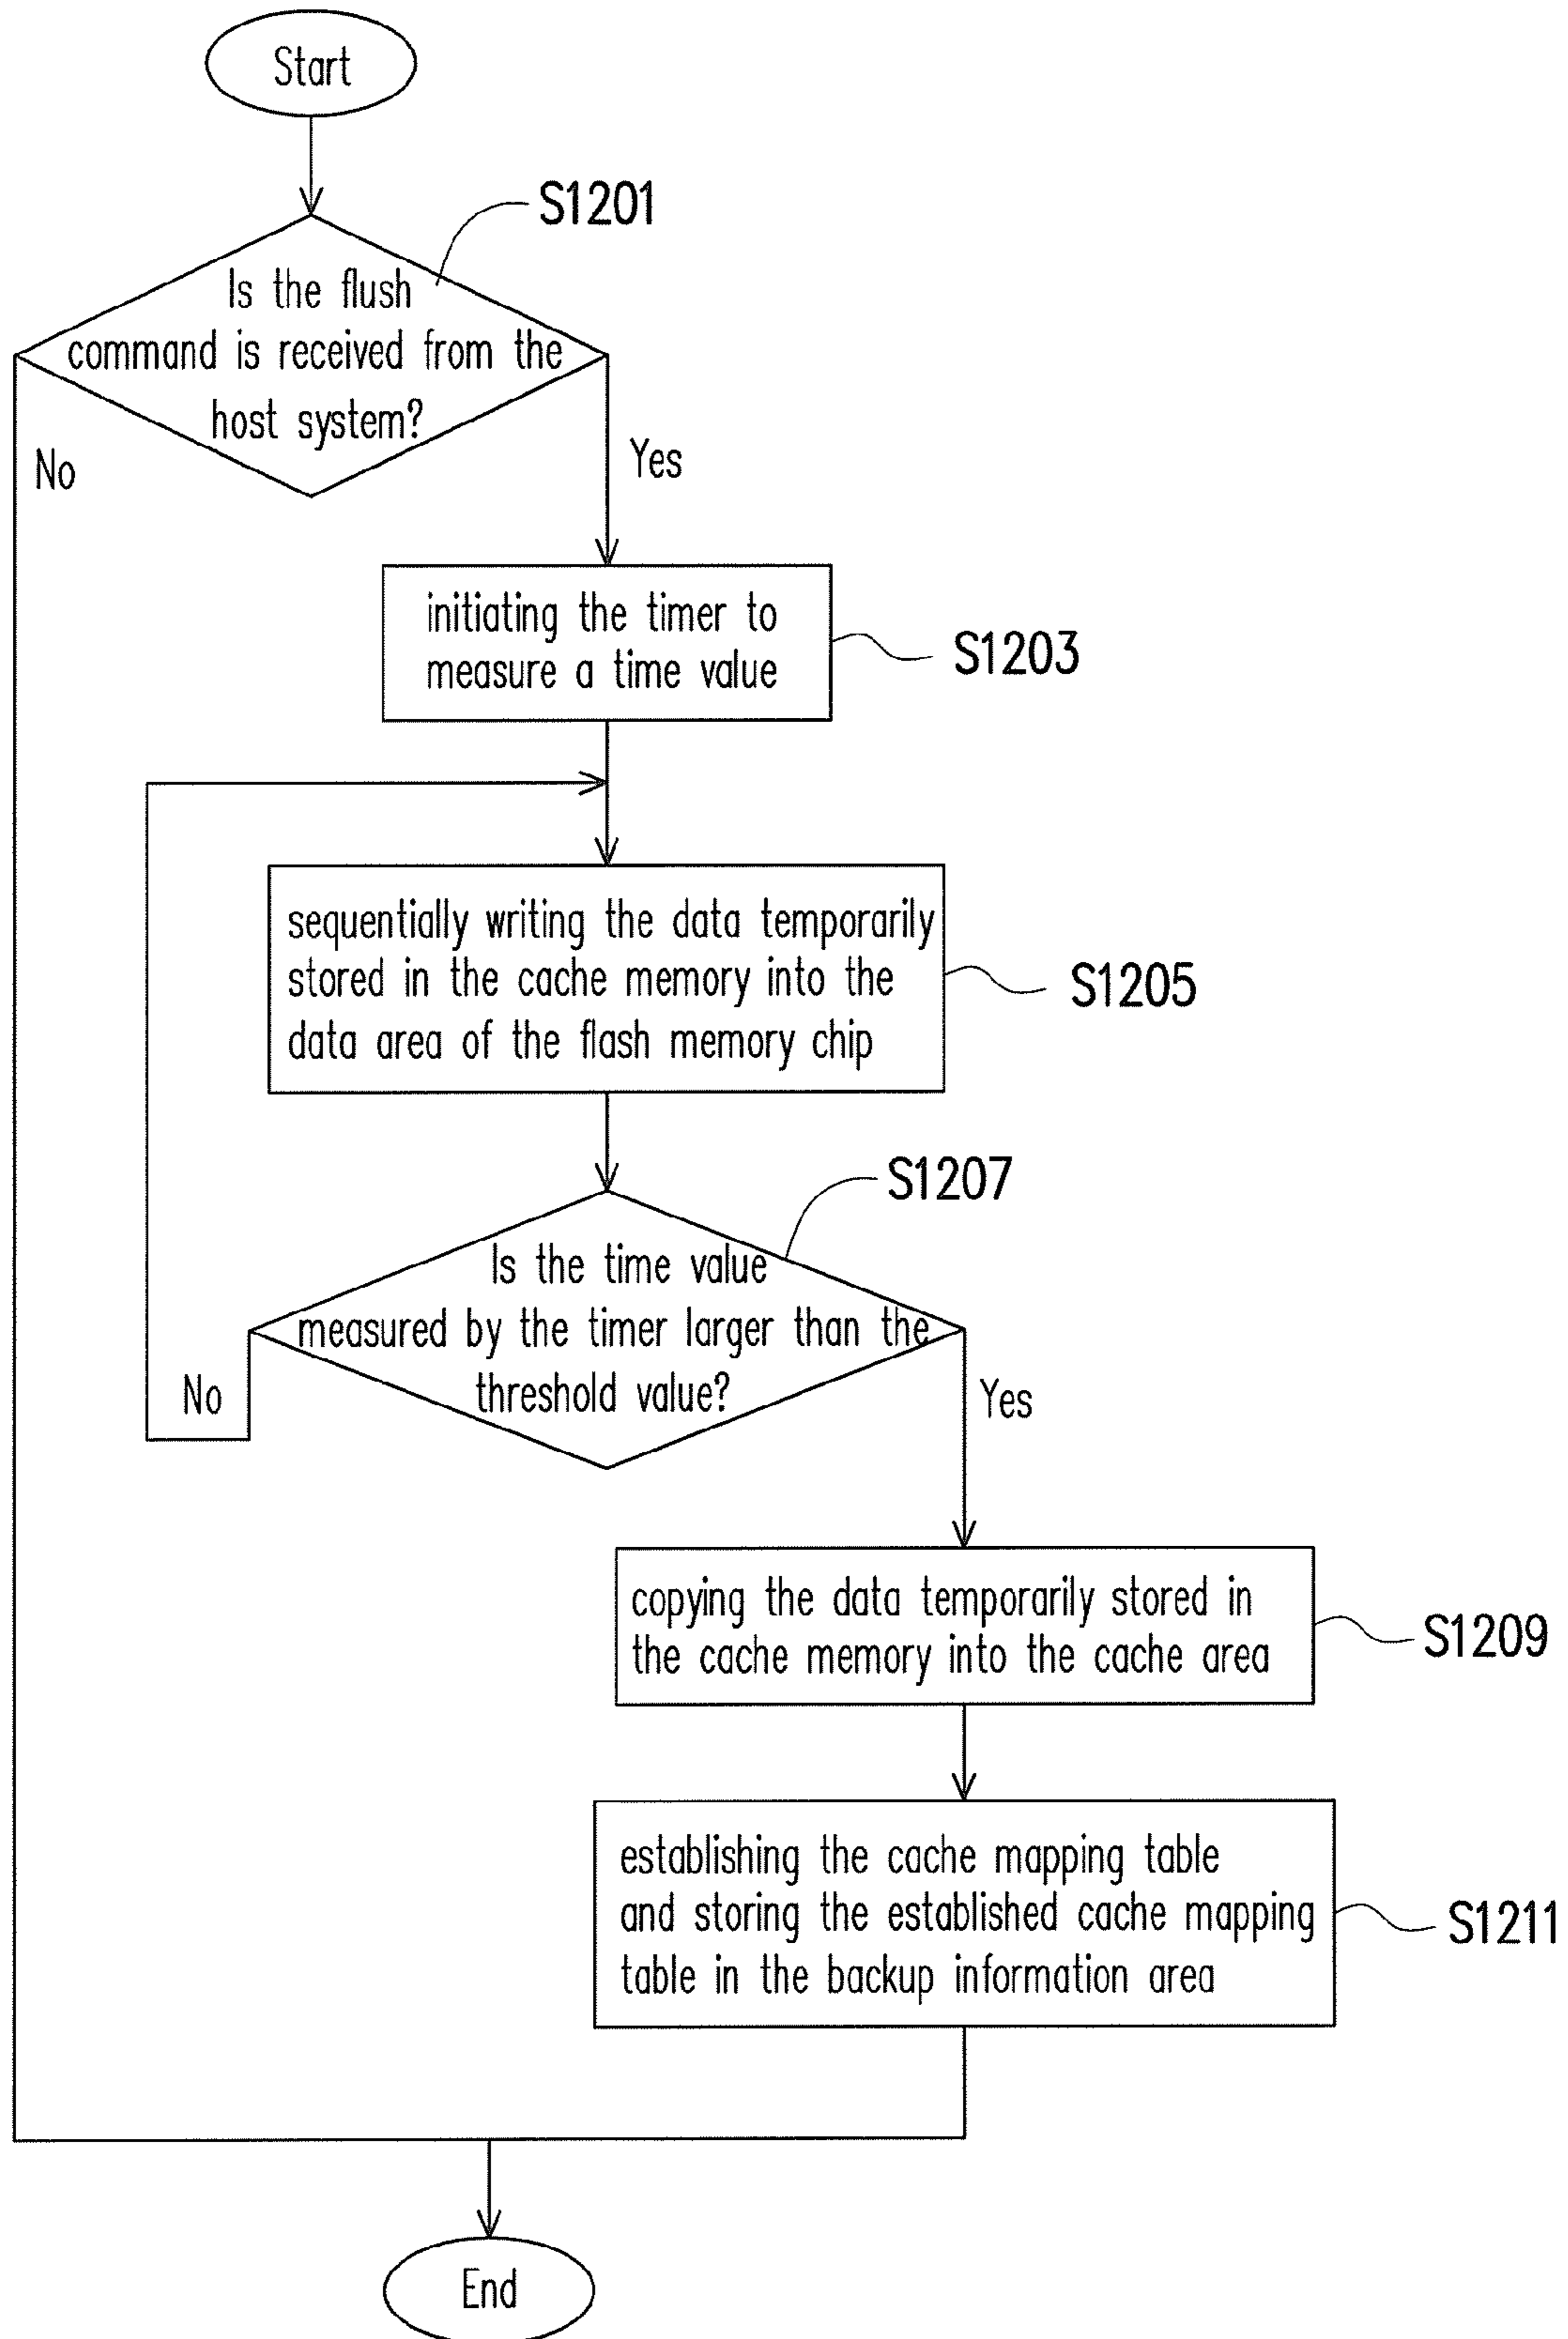 Start
S1201
Is the flush
command is received from the
host system?
No
Yes
initiating the timer to
measure a time value
S1203
sequentially writing the data temporarily
stored in the cache memory into the
data area of the flash memory chip
S1205
S1207
Is the time value
measured by the timer larger than the
threshold value?
No
Yes
copying the data temporarily stored in
the cache memory into the cache area
S1209
establishing the cache mapping table
and storing the established cache mapping
table in the backup information area
S1211
End